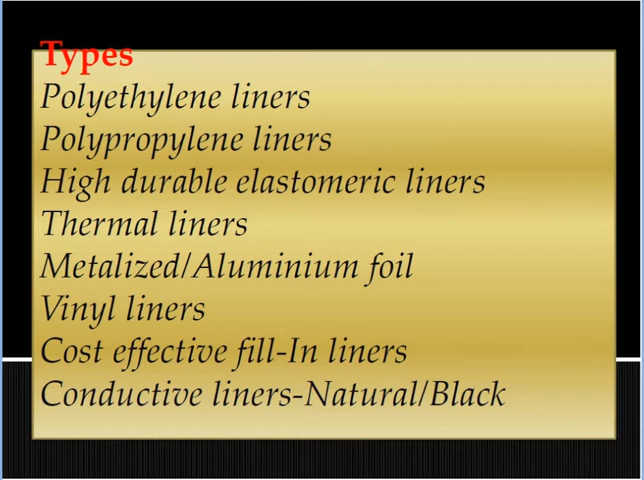 Types
Polyethylene liners
Polypropylene liners
High durable elastomeric liners
Thermal liners
Metalized/Aluminium foil
Vinyl liners
Cost effective fill-In liners
Conductive liners-Natural/Black